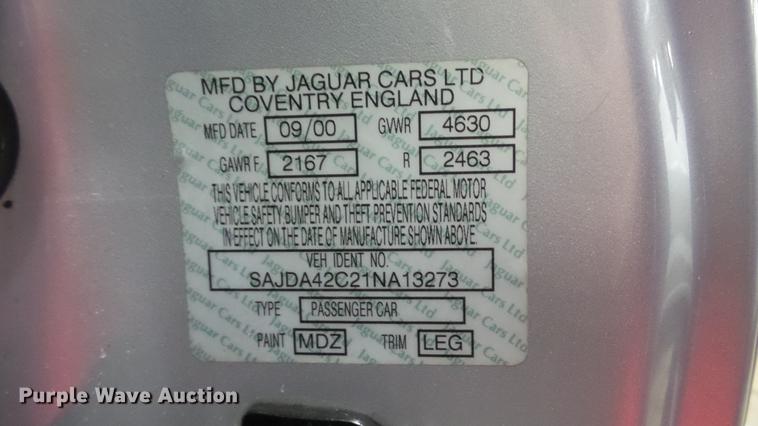 MFD BY JAGUAR CARS LTD
COVENTRY ENGLAND
MFD DATE 09/00 GVWR 4630
GAWR F. 2167 R 2463
THIS VEHICLE CONFORMS TO ALL APPLICABLE FEDERAL MOTOR
VEHICLE SAFETY BUMPER AND THEFT PREVENTION STANDARDS
IN EFFECT ON THE DATE OF MANUFACTURE SHOWN ABOVE.
VEH IDENT NO.
SAJDA42C21NA13273
TYPE PASSENGER CAR
PAINT MDZ TRIM LEG
Purple Wave Auction